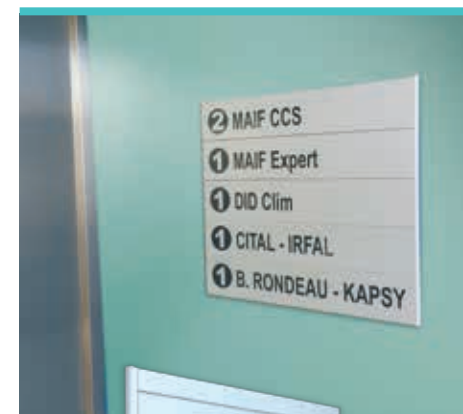 2 MAIF CCS
1 MAIF Expert
1 DID Clim
1 CITAL - IRFAL
1 B. RONDEAU - KAPSY